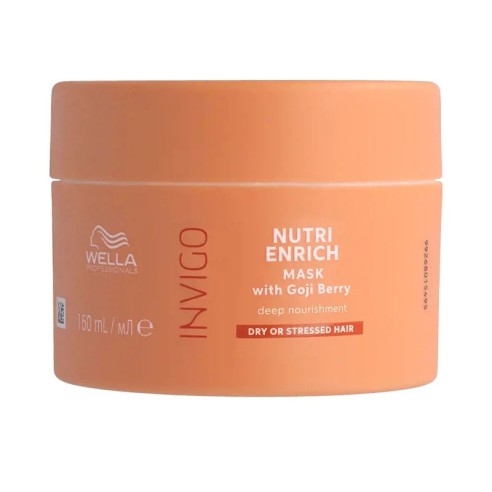 WELLA
PROFESSIONALS
150 mL / мЛ ℮
INVIGO
NUTRI
ENRICH
MASK
with Goji Berry
deep nourishment
DRY OR STRESSED HAIR